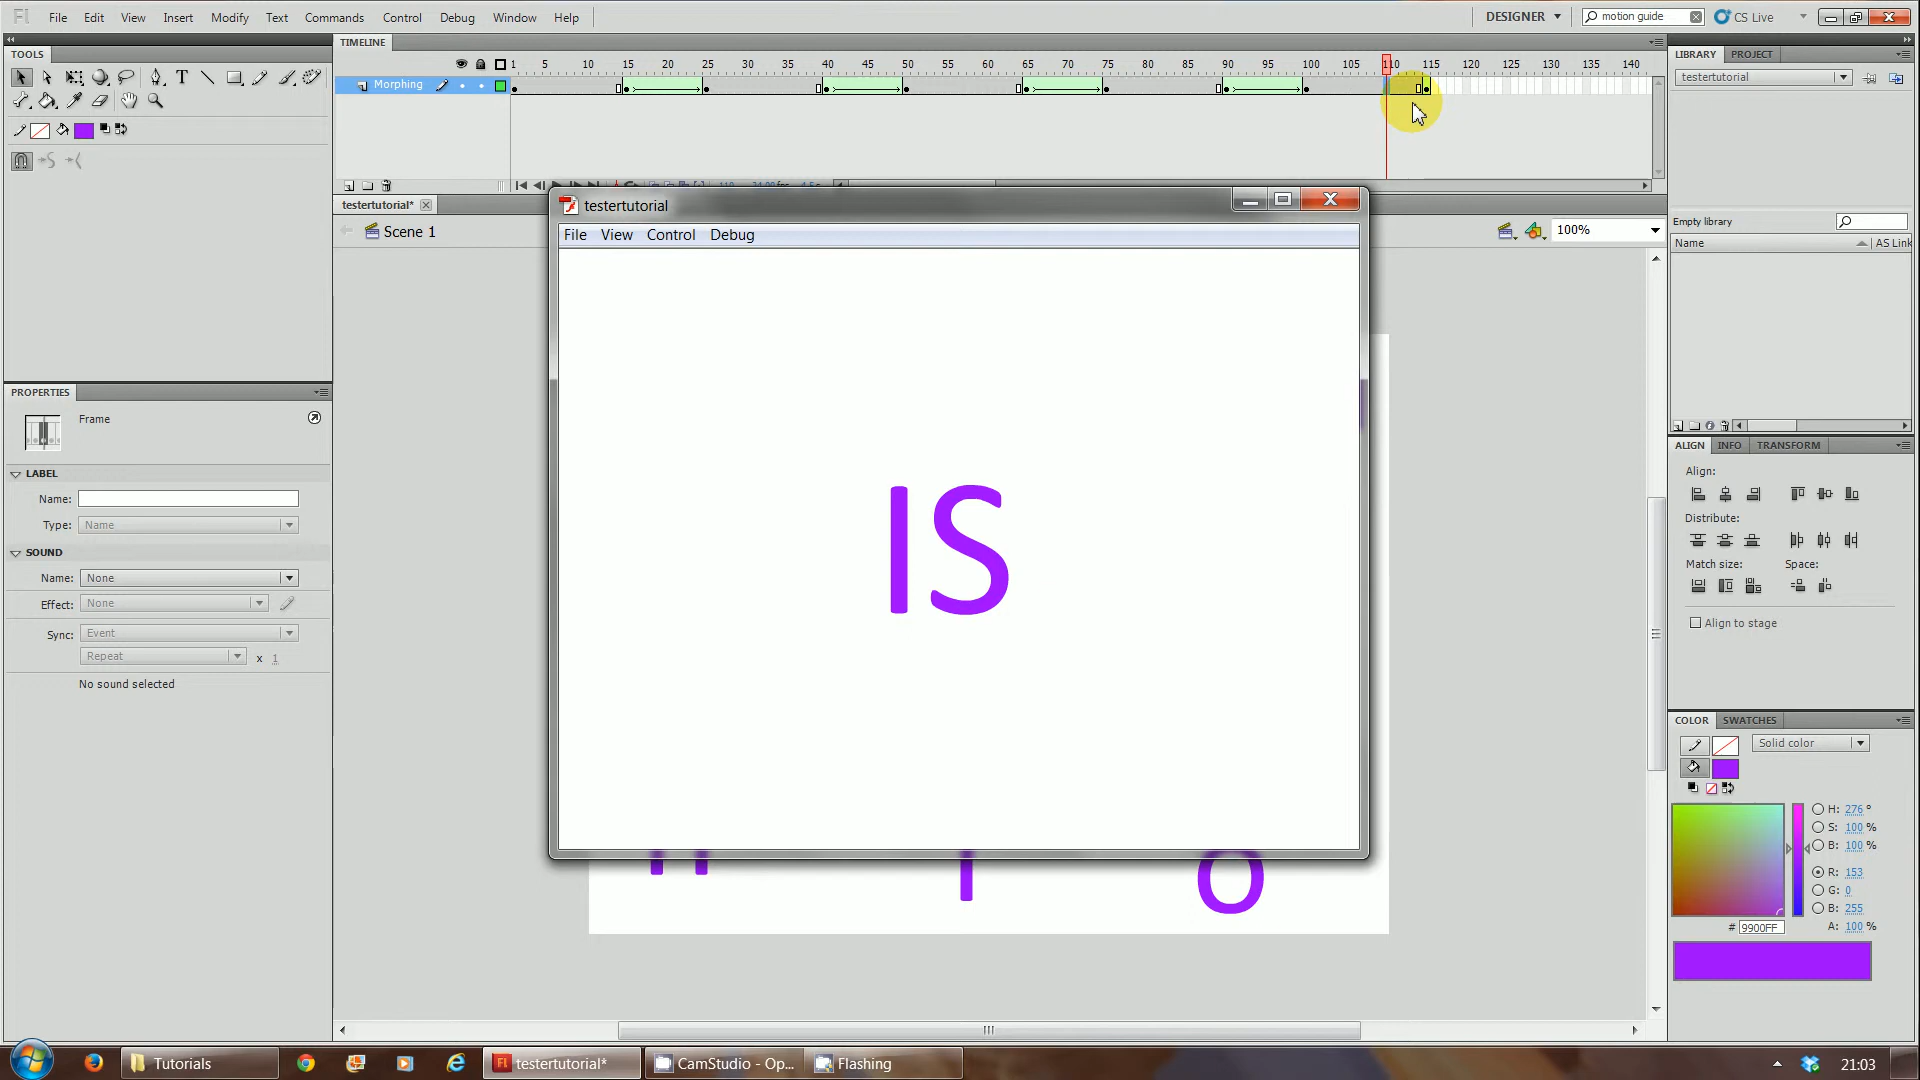 Fl File Edit View Insert Modify Text Commands Control Debug Window Help DESIGNER motion guide CS Live
TOOLS
TIMELINE
LIBRARY PROJECT
1 5 10 15 20 25 30 35 40 45 50 55 60 65 70 75 80 85 90 95 100 105 110 115 120 125 130 135 140
Morphing
testertutorial
testertutorial*
Scene 1
100%
Empty library
Name AS Link
testertutorial
File View Control Debug
IS
PROPERTIES
Frame
LABEL
Name:
Type: Name
SOUND
Name: None
Effect: None
Sync: Event
Repeat x 1
No sound selected
ALIGN INFO TRANSFORM
Align:
Distribute:
Match size: Space:
Align to stage
COLOR SWATCHES
Solid color
H: 276 °
S: 100 %
B: 100 %
R: 153
G: 0
B: 255
# 9900FF A: 100 %
Tutorials
testertutorial*
CamStudio - Op...
Flashing
21:03